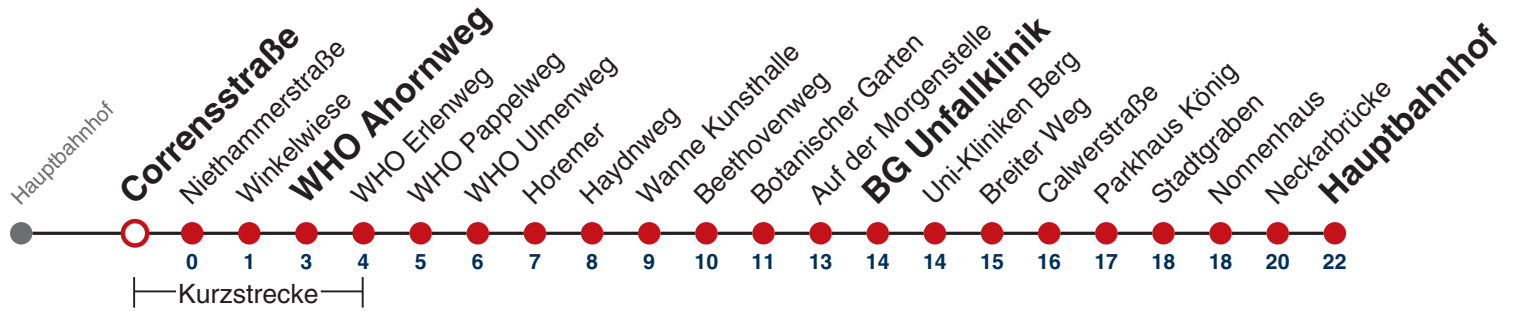 Hauptbahnhof
Corrensstraße
Niethammerstraße
Winkelwiese
WHO Ahornweg
WHO Erlenweg
WHO Pappelweg
WHO Ulmenweg
Horemer
Haydnweg
Wanne Kunsthalle
Beethovenweg
Botanischer Garten
Auf der Morgenstelle
BG Unfallklinik
Uni-Kliniken Berg
Breiter Weg
Calwerstraße
Parkhaus König
Stadtgraben
Nonnenhaus
Neckarbrücke
Hauptbahnhof
0 1 3 4 5 6 7 8 9 10 11 13 14 14 15 16 17 18 18 20 22
Kurzstrecke